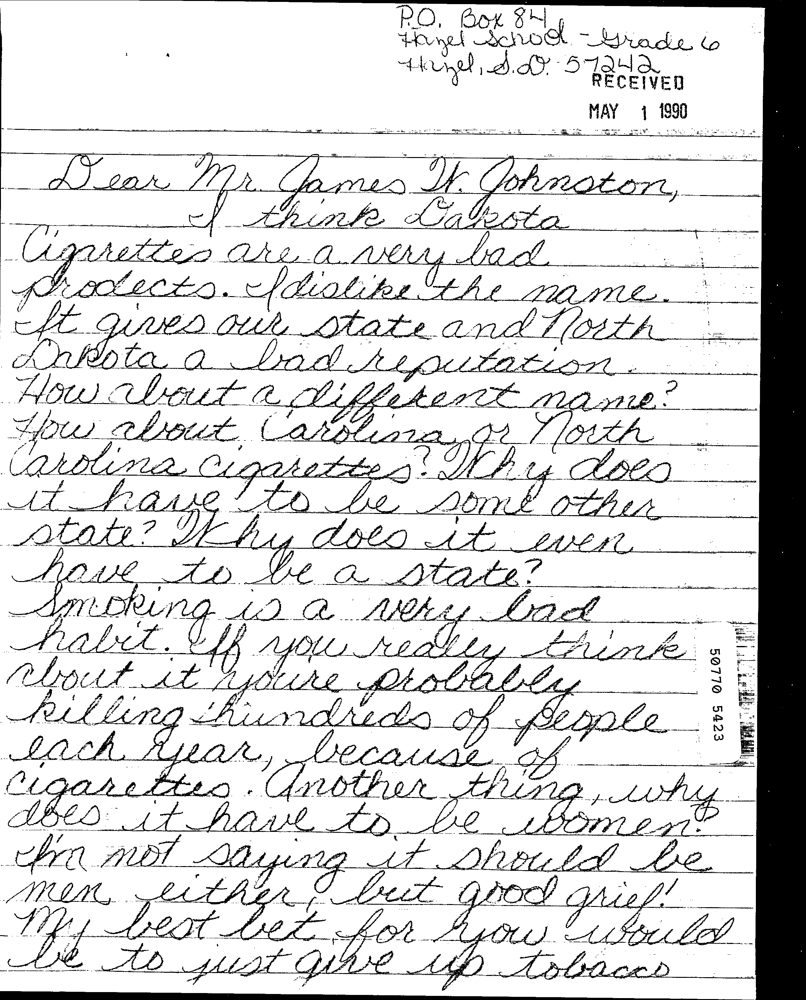 P.O. Box 84
Hazel School - Grade 6
Hazel, S.D. 57242
RECEIVED
MAY 1 1990
Dear Mr. James W. Johnston,
I think Dakota
Cigarettes are a very bad
prodects. I dislike the name.
It gives our state and North
Dakota a bad reputation.
How about a different name?
How about Carolina or North
Carolina cigarettes? Why does
it have to be some other
state? Why does it even
have to be a state?
Smoking is a very bad
habit. If you really think
about it youre probably
killing hundreds of people
each year, because of
cigarettes. Another thing, why
does it have to be women?
I'm not saying it should be
men either, but good grief!
My best bet for you would
be to just give up tobacco
50770 5423